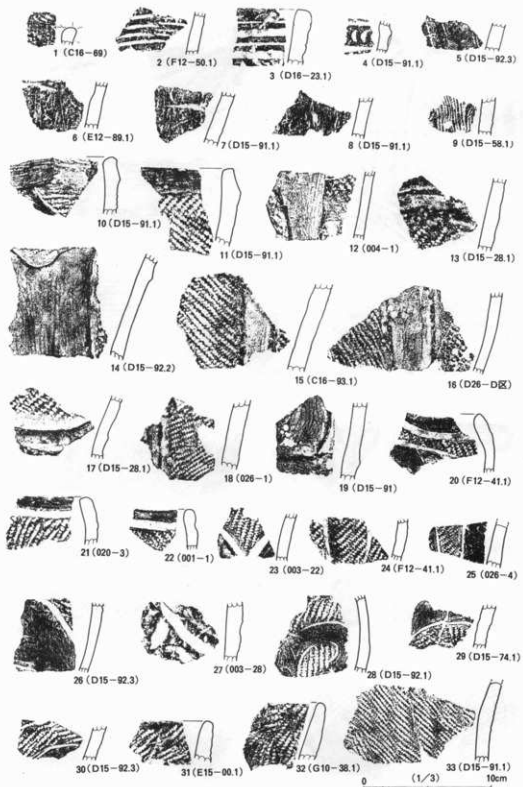 1 (C16-69)
2 (F12-50.1)
3 (D16-23.1)
4 (D15-91.1)
5 (D15-92.3)
6 (E12-89.1)
7 (D15-91.1)
8 (D15-91.1)
9 (D15-58.1)
10 (D15-91.1)
11 (D15-91.1)
12 (004-1)
13 (D15-28.1)
14 (D15-92.2)
15 (C16-93.1)
16 (D26-D区)
17 (D15-28.1)
18 (026-1)
19 (D15-91)
20 (F12-41.1)
21 (020-3)
22 (001-1)
23 (003-22)
24 (F12-41.1)
25 (026-4)
26 (D15-92.3)
27 (003-28)
28 (D15-92.1)
29 (D15-74.1)
30 (D15-92.3)
31 (E15-00.1)
32 (G10-38.1)
33 (D15-91.1)
0 (1/3) 10cm